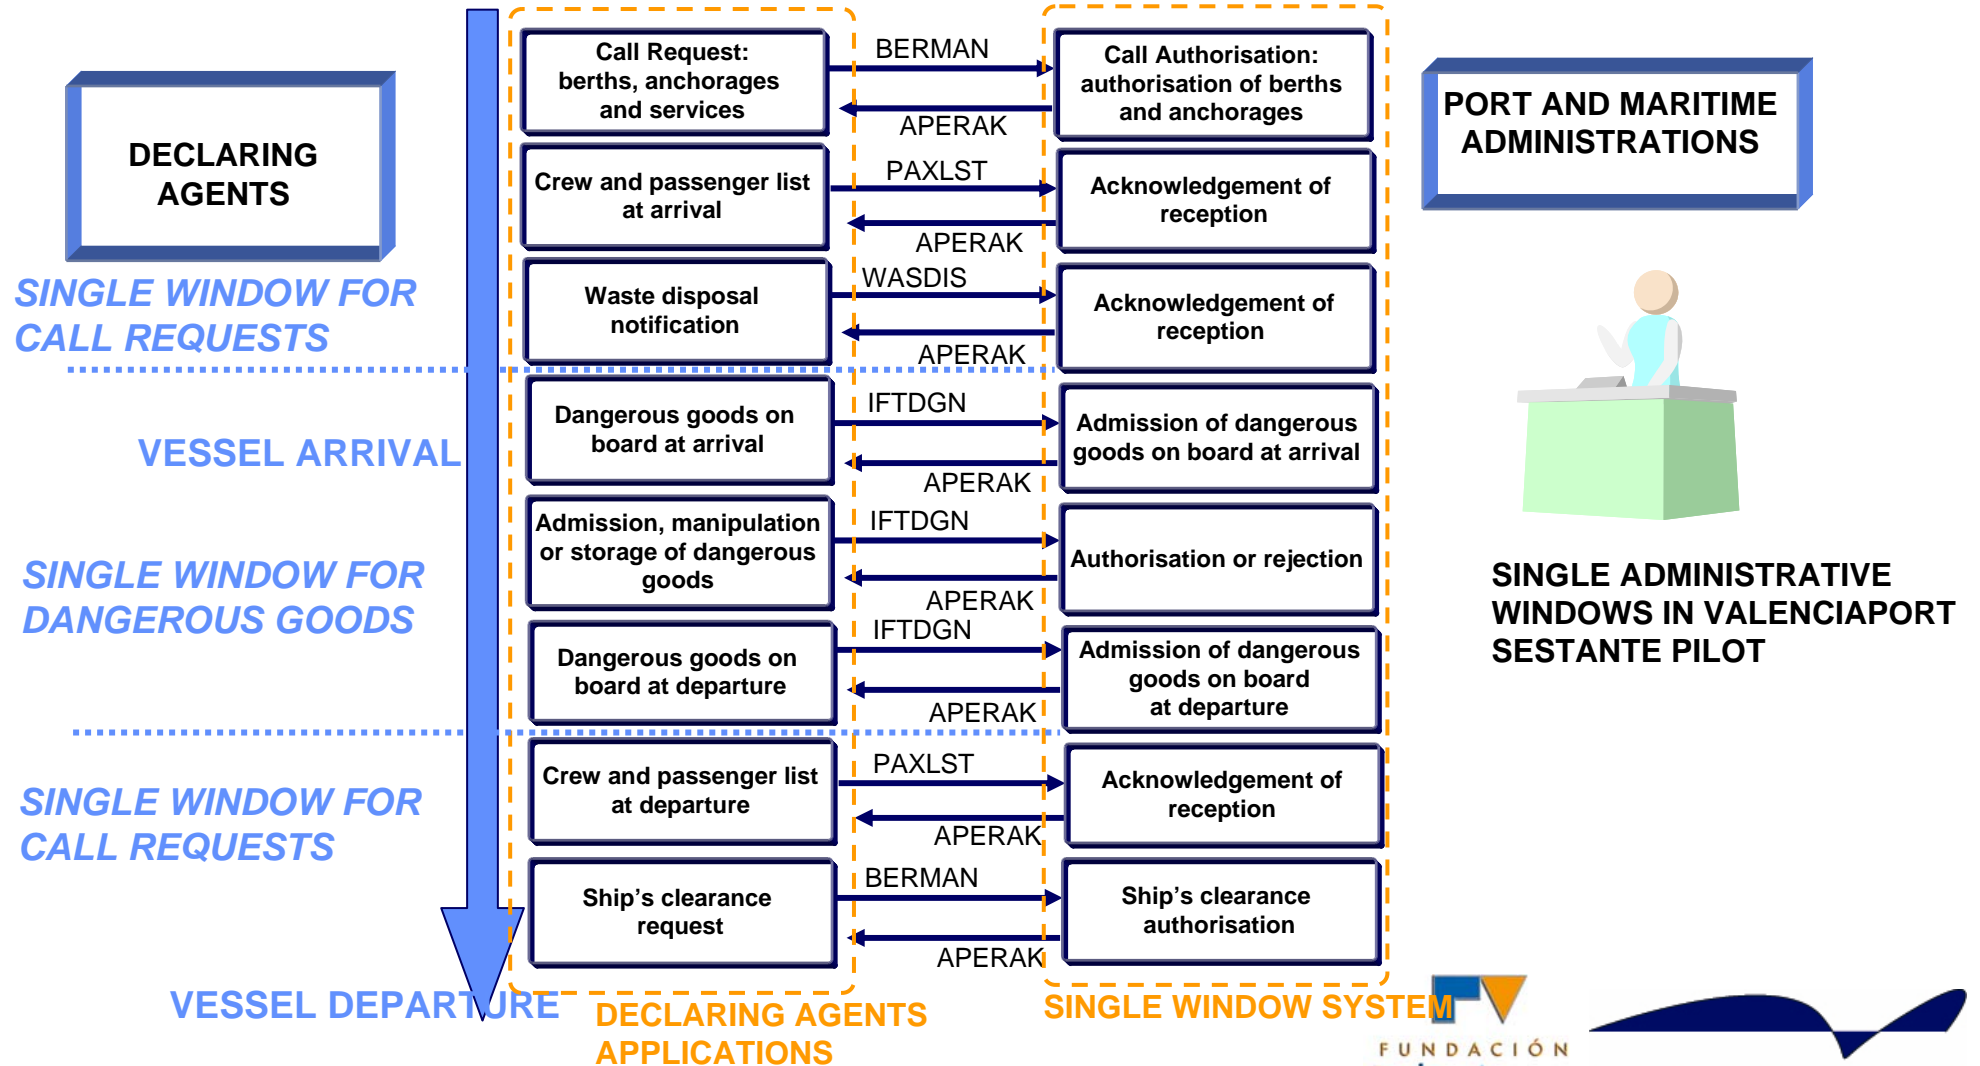 DECLARING
AGENTS
SINGLE WINDOW FOR
CALL REQUESTS
VESSEL ARRIVAL
SINGLE WINDOW FOR
DANGEROUS GOODS
SINGLE WINDOW FOR
CALL REQUESTS
VESSEL DEPARTURE
Call Request:
berths, anchorages
and services
BERMAN
APERAK
Call Authorisation:
authorisation of berths
and anchorages
Crew and passenger list
at arrival
PAXLST
APERAK
Acknowledgement of
reception
Waste disposal
notification
WASDIS
APERAK
Acknowledgement of
reception
Dangerous goods on
board at arrival
IFTDGN
APERAK
Admission of dangerous
goods on board at arrival
Admission, manipulation
or storage of dangerous
goods
IFTDGN
APERAK
Authorisation or rejection
Dangerous goods on
board at departure
IFTDGN
APERAK
Admission of dangerous
goods on board
at departure
Crew and passenger list
at departure
PAXLST
APERAK
Acknowledgement of
reception
Ship's clearance
request
BERMAN
APERAK
Ship's clearance
authorisation
DECLARING AGENTS
APPLICATIONS
SINGLE WINDOW SYSTEM
PORT AND MARITIME
ADMINISTRATIONS
SINGLE ADMINISTRATIVE
WINDOWS IN VALENCIAPORT
SESTANTE PILOT
FUNDACIÓN